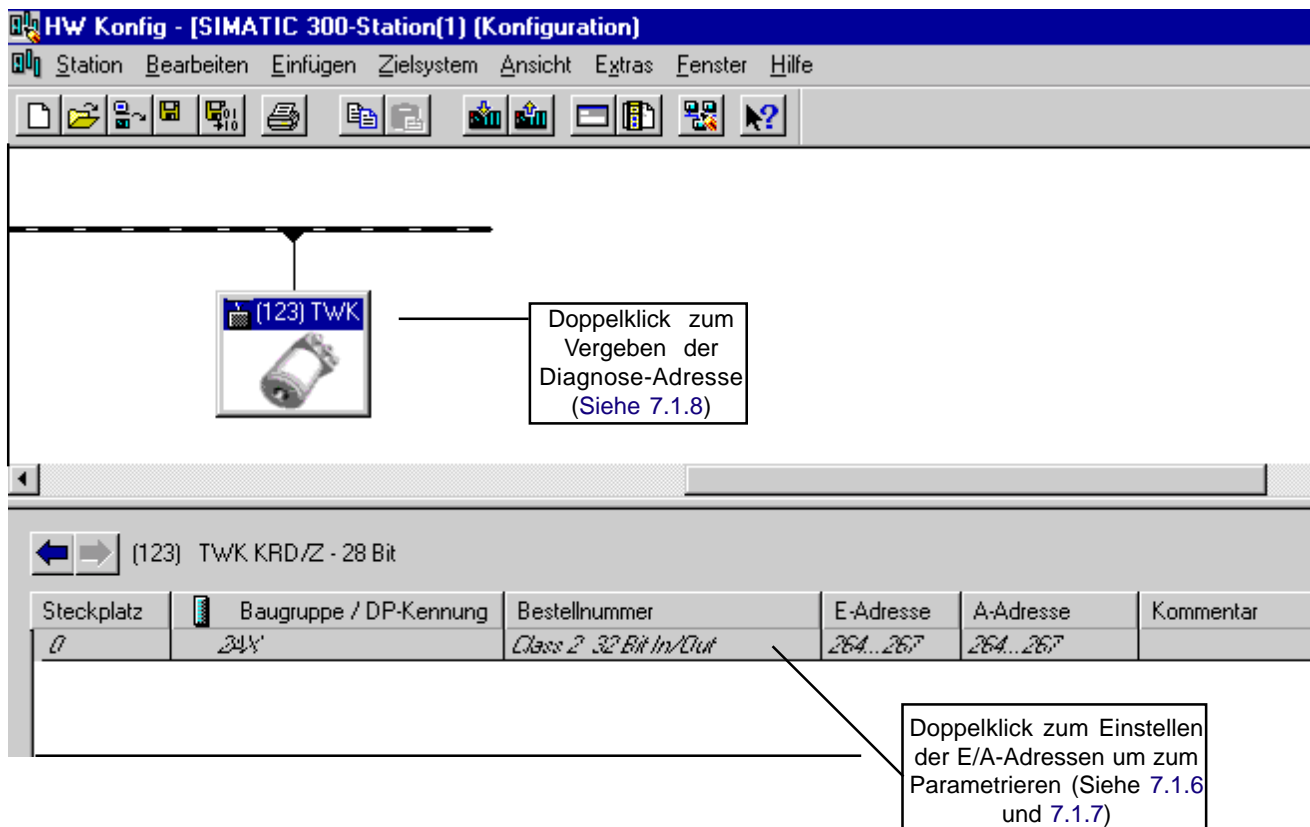 HW Konfig - [SIMATIC 300-Station(1) (Konfiguration)
Station Bearbeiten Einfügen Zielsystem Ansicht Extras Fenster Hilfe
(123) TWK
Doppelklick zum
Vergeben der
Diagnose-Adresse
(Siehe 7.1.8)
(123) TWK KRD/Z - 28 Bit
Steckplatz Baugruppe / DP-Kennung Bestellnummer E-Adresse A-Adresse Kommentar
0 2AX Class 2 32 Bit In/Out 264...267 264...267
Doppelklick zum Einstellen
der E/A-Adressen um zum
Parametrieren (Siehe 7.1.6
und 7.1.7)